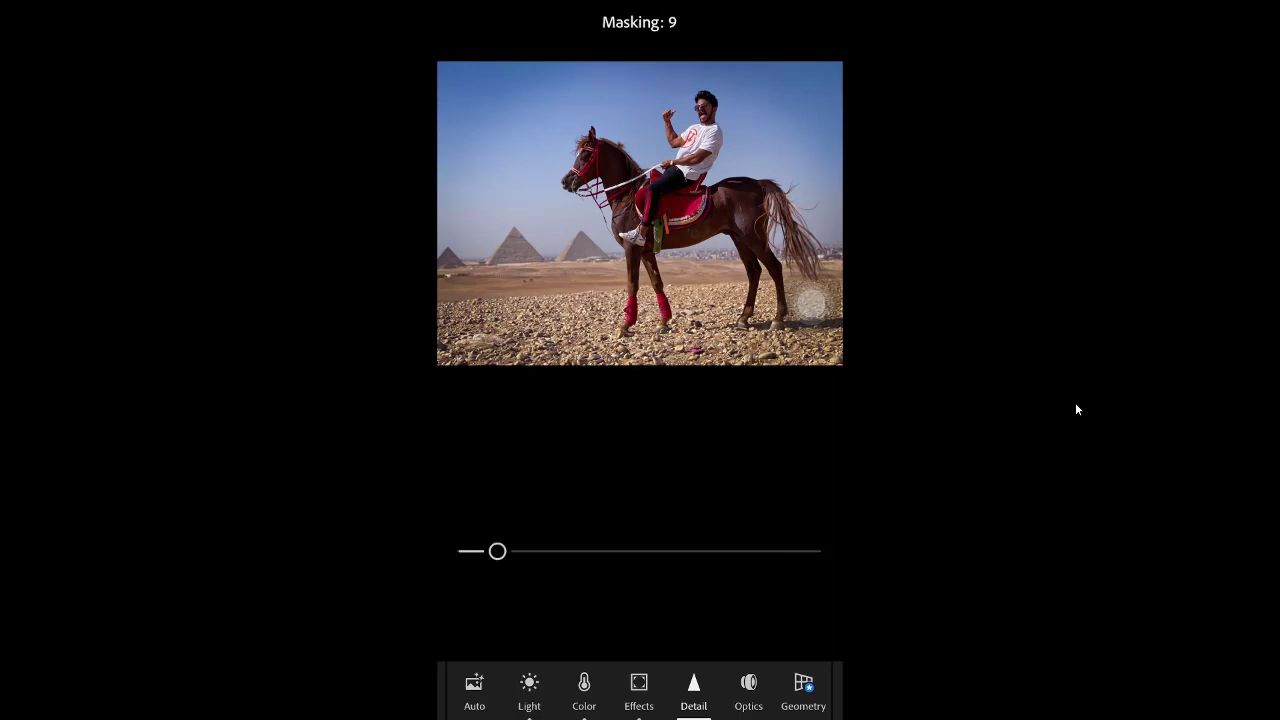 Masking: 9
Auto
Light
Color
Effects
Detail
Optics
Geometry